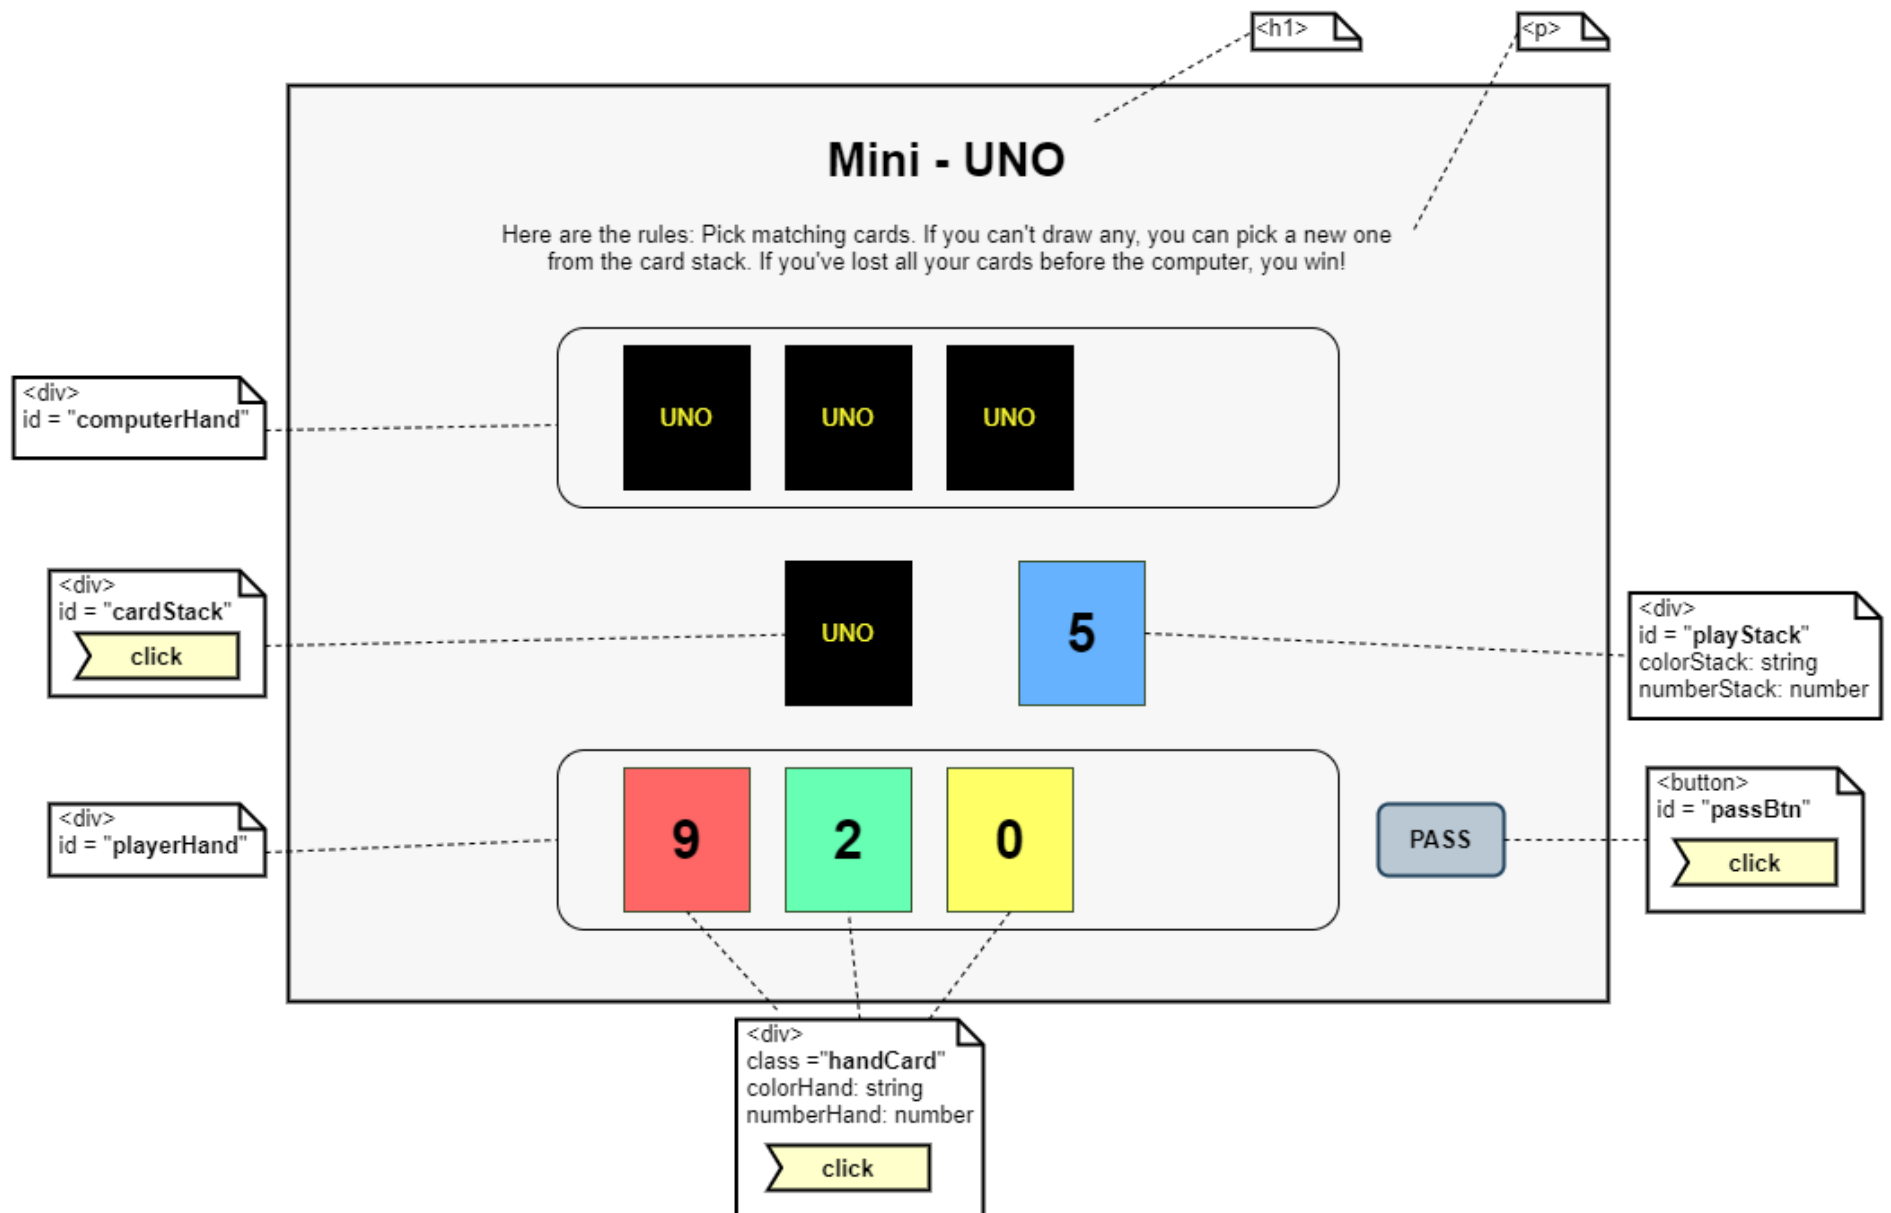 <h1>
<p>
Mini - UNO
Here are the rules: Pick matching cards. If you can't draw any, you can pick a new one
from the card stack. If you've lost all your cards before the computer, you win!
<div>
id = "computerHand"
UNO
UNO
UNO
<div>
id = "cardStack"
click
UNO
5
<div>
id = "playStack"
colorStack: string
numberStack: number
<div>
id = "playerHand"
9
2
0
PASS
<button>
id = "passBtn"
click
<div>
class ="handCard"
colorHand: string
numberHand: number
click